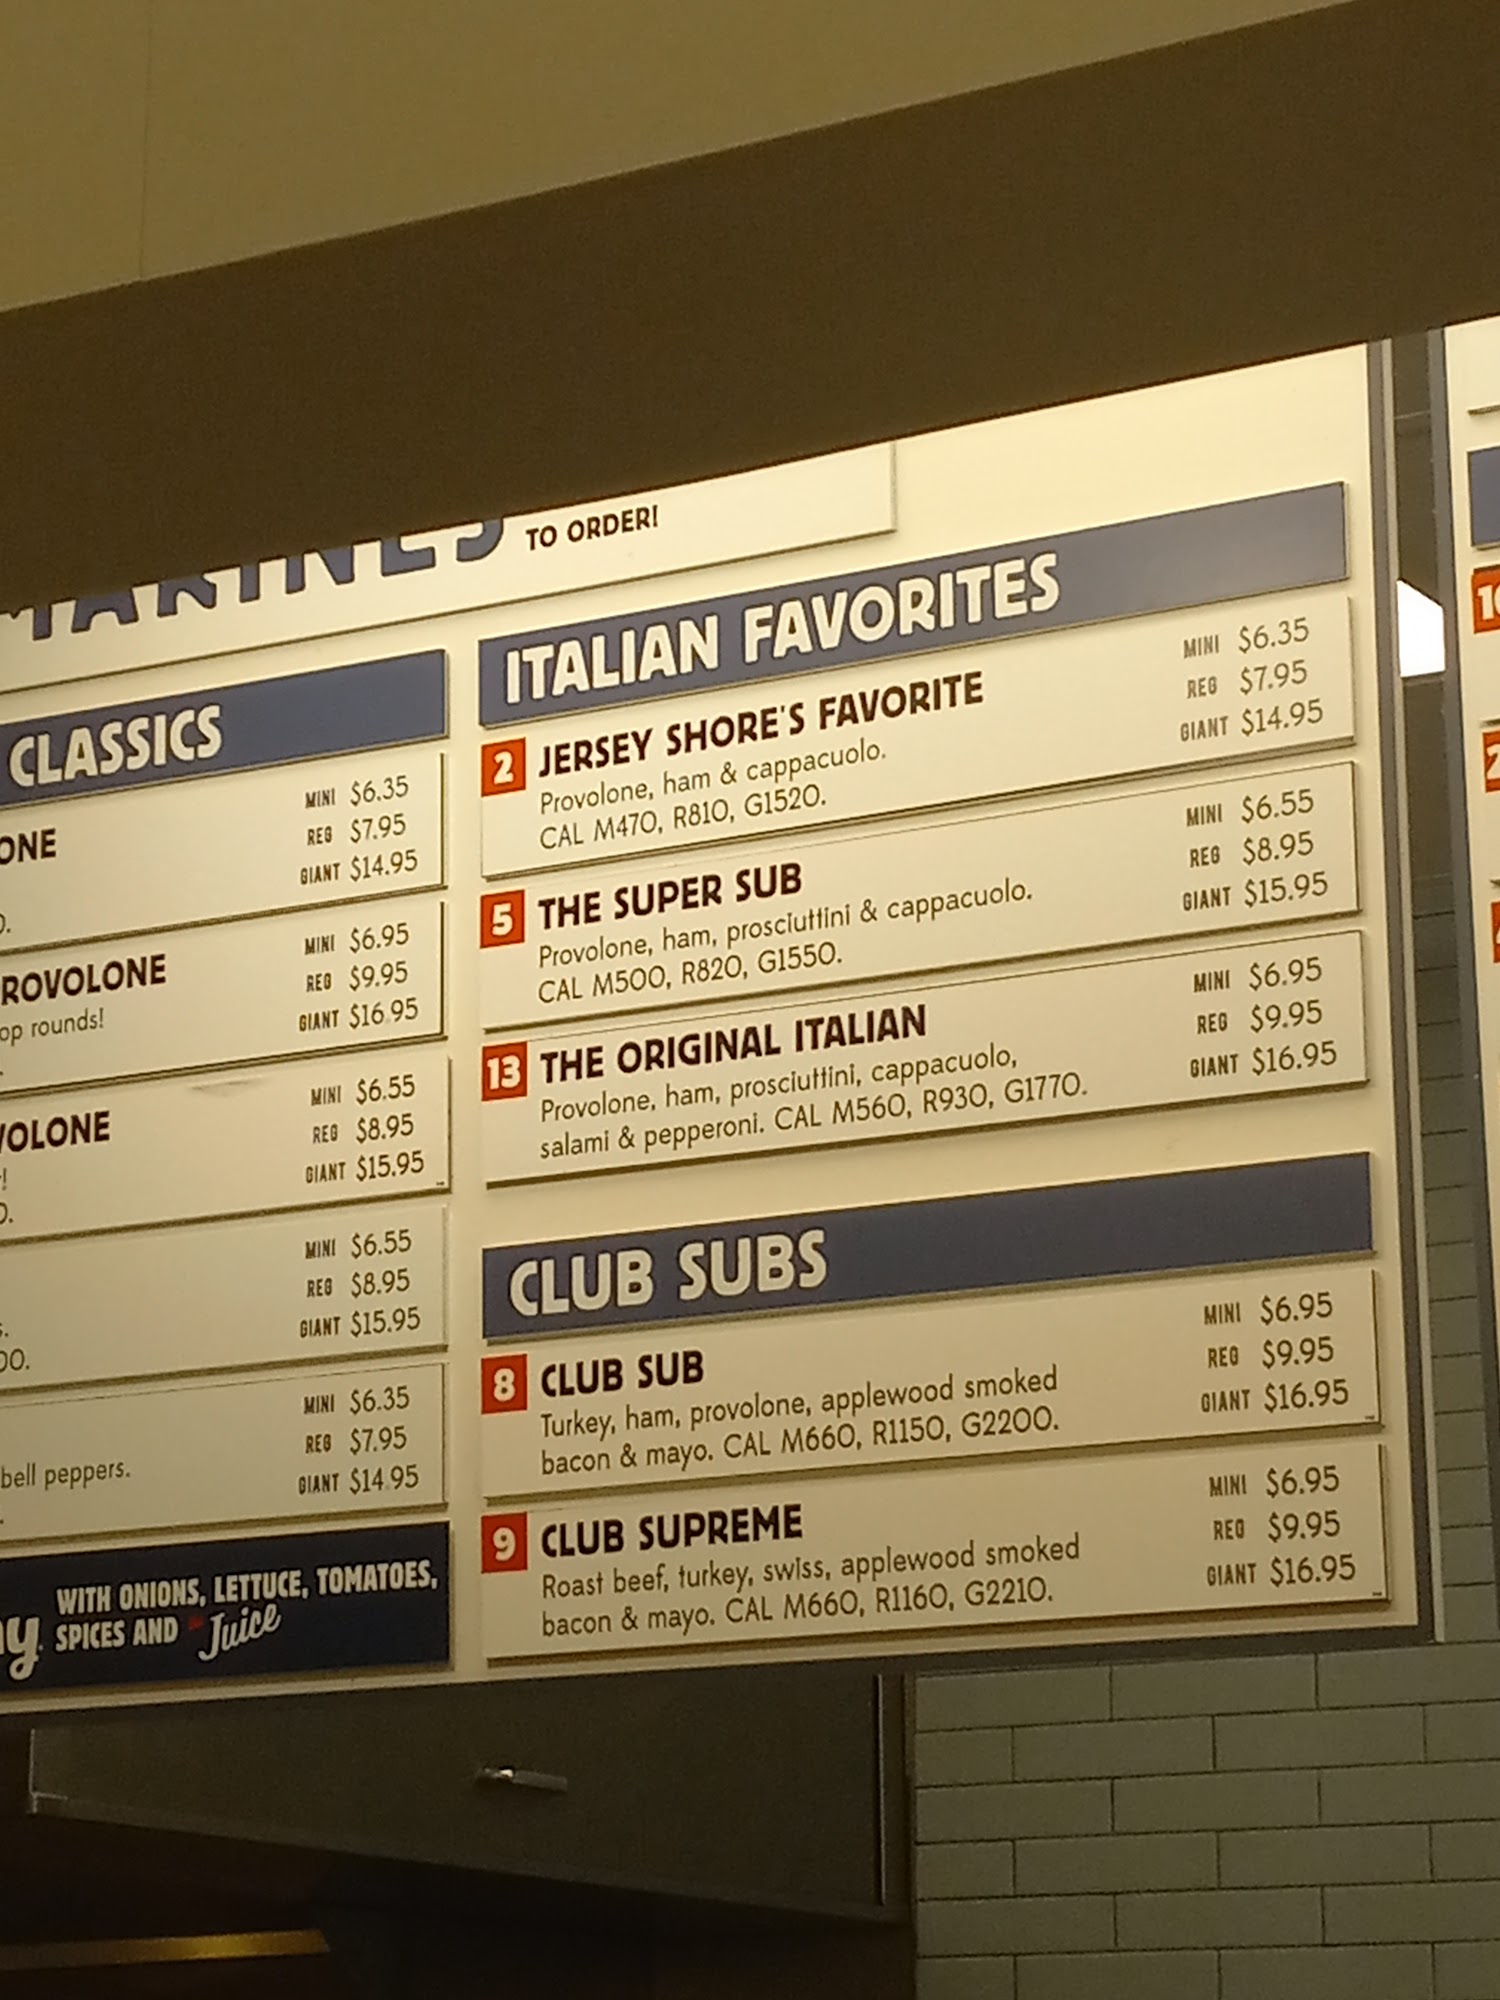 TO ORDER!
CLASSICS
MINI $6.35
REG $7.95
GIANT $14.95
MINI $6.95
REG $9.95
op rounds!
GIANT $16.95
MINI $6.55
REG $8.95
GIANT $15.95
MINI $6.55
REG $8.95
GIANT $15.95
MINI $6.35
REG $7.95
bell peppers.
GIANT $14.95
WITH ONIONS, LETTUCE, TOMATOES,
SPICES AND Juice
ITALIAN FAVORITES
2 JERSEY SHORE'S FAVORITE
Provolone, ham & cappacuolo.
CAL M470, R810, G1520.
MINI $6.35
REG $7.95
GIANT $14.95
5 THE SUPER SUB
Provolone, ham, prosciuttini & cappacuolo.
CAL M500, R820, G1550.
MINI $6.55
REG $8.95
GIANT $15.95
13 THE ORIGINAL ITALIAN
Provolone, ham, prosciuttini, cappacuolo,
salami & pepperoni. CAL M560, R930, G1770.
MINI $6.95
REG $9.95
GIANT $16.95
CLUB SUBS
8 CLUB SUB
Turkey, ham, provolone, applewood smoked
bacon & mayo. CAL M660, R1150, G2200.
MINI $6.95
REG $9.95
GIANT $16.95
9 CLUB SUPREME
Roast beef, turkey, swiss, applewood smoked
bacon & mayo. CAL M660, R1160, G2210.
MINI $6.95
REG $9.95
GIANT $16.95